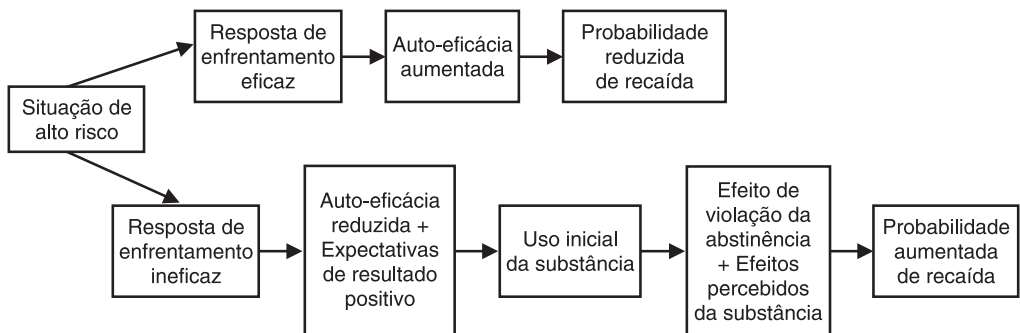 Situação de
alto risco
Resposta de
enfrentamento
eficaz
Auto-eficácia
aumentada
Probabilidade
reduzida
de recaída
Resposta de
enfrentamento
ineficaz
Auto-eficácia
reduzida +
Expectativas
de resultado
positivo
Uso inicial
da substância
Efeito de
violação da
abstinência
+ Efeitos
percebidos
da substância
Probabilidade
aumentada
de recaída